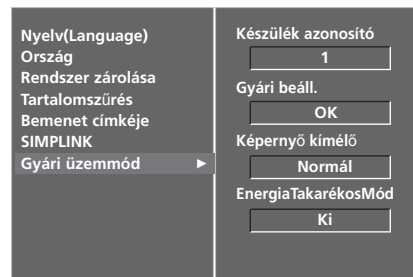 Nyelv(Language)
Ország
Rendszer zárolása
Tartalomszűrés
Bemenet címkéje
SIMPLINK
Gyári üzemmód ►
Készülék azonosító
1
Gyári beáll.
OK
Képernyő kímélő
Normál
EnergiaTakarékosMód
Ki